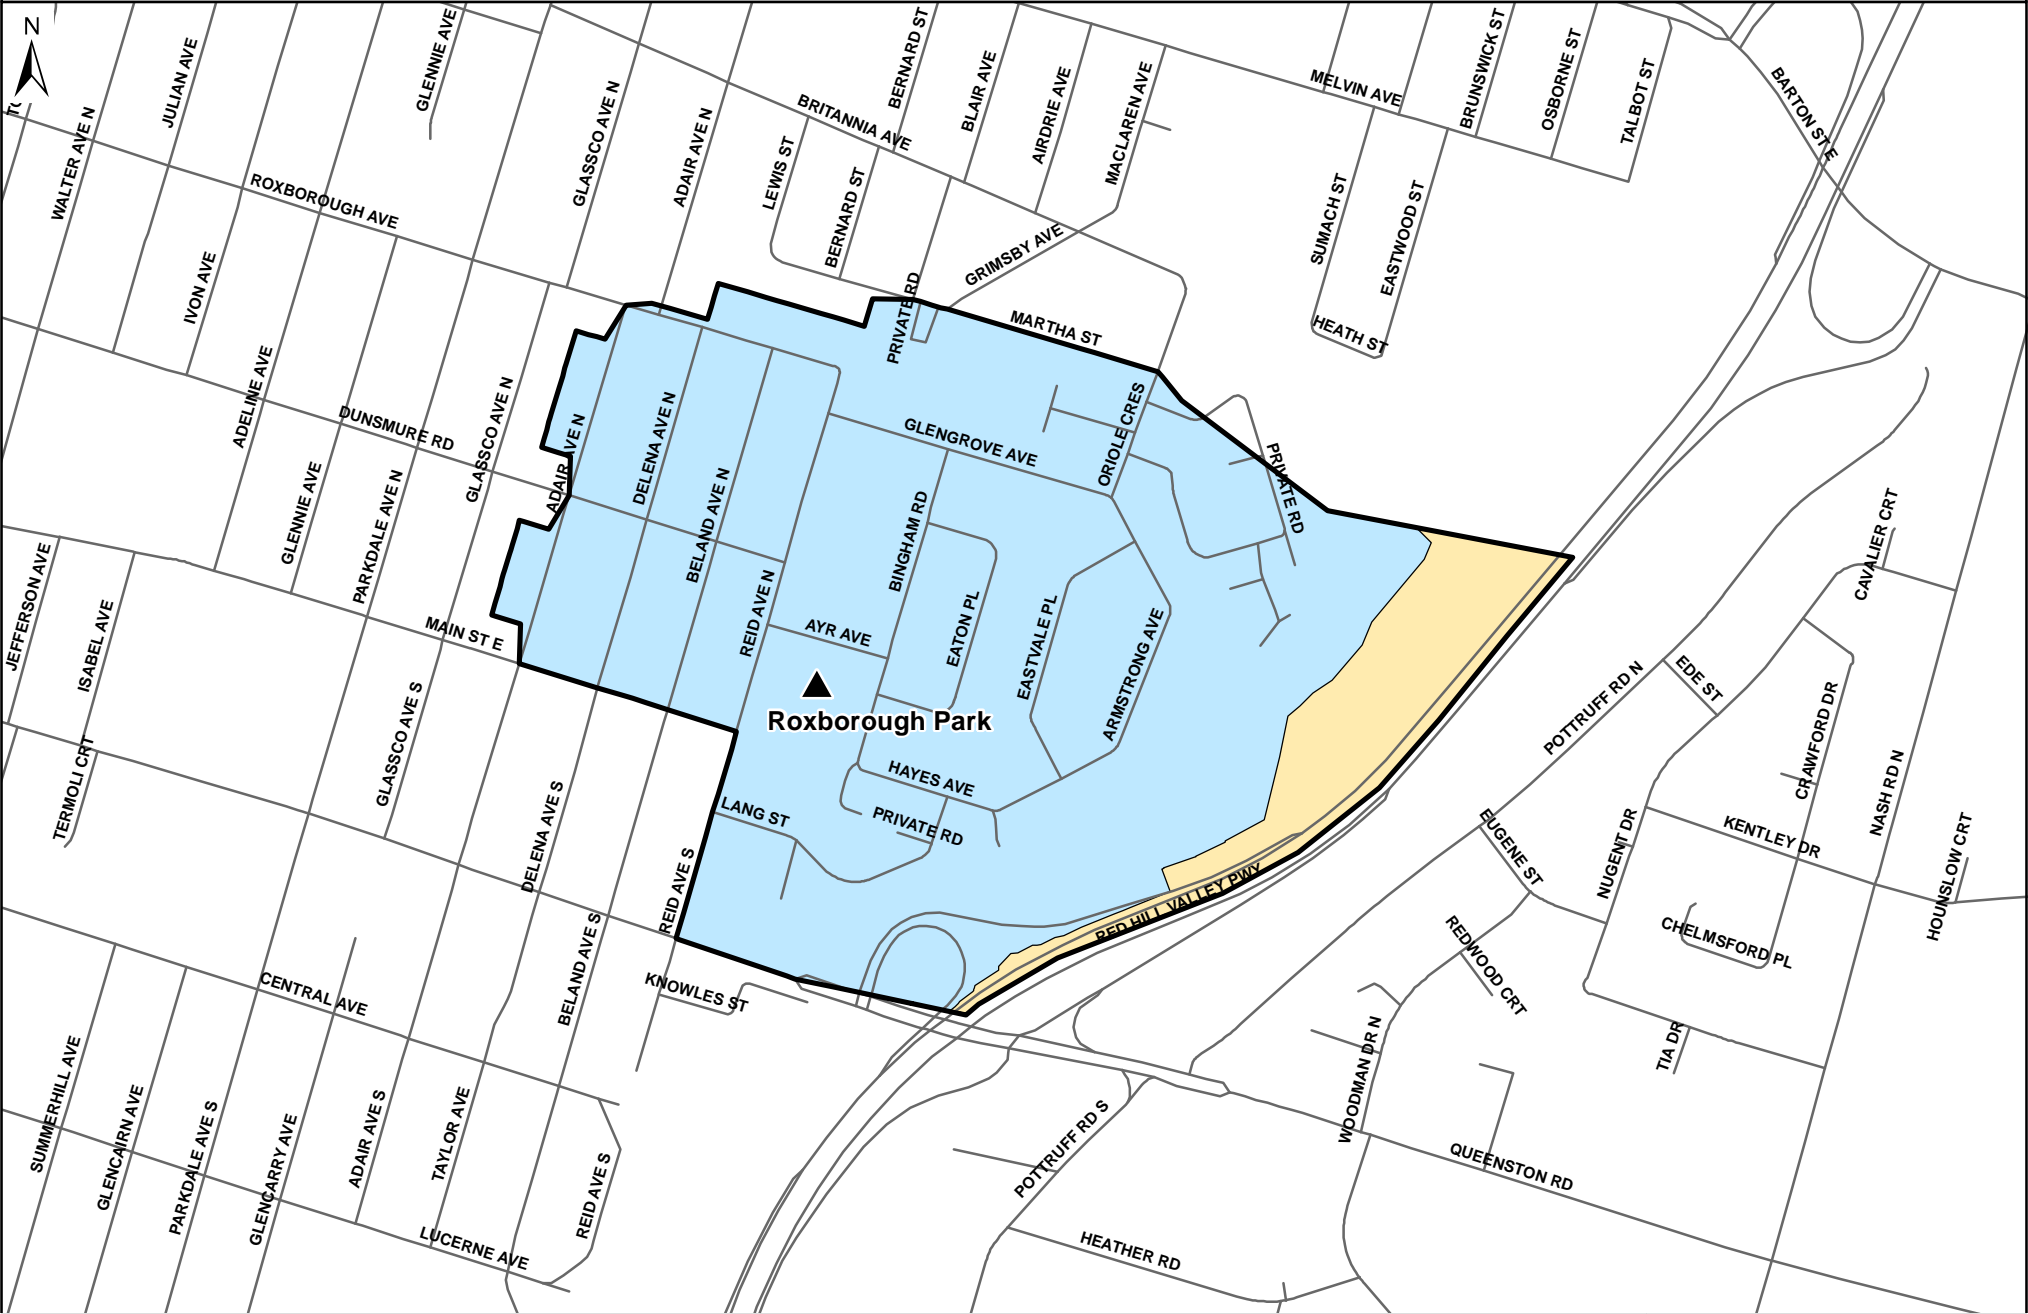 N
BERNARD ST
GLENNIE AVE
BRUNSWICK ST
JULIAN AVE
OSBORNE ST
BLAIR AVE
TALBOT ST
AIRDRIE AVE
MACLAREN AVE
MELVIN AVE
BARTON ST E
GLASSCO AVE N
BRITANNIA AVE
WALTER AVE N
ADAIR AVE N
LEWIS ST
ROXBOROUGH AVE
BERNARD ST
SUMACH ST
EASTWOOD ST
GRIMSBY AVE
IVON AVE
PRIVATE RD
MARTHA ST
HEATH ST
ADELINE AVE
GLASSCO AVE N
DUNSMURE RD
DELENA AVE N
ADAIR AVE N
GLENGROVE AVE
ORIOLE CRES
PRIVATE RD
BELAND AVE N
GLENNIE AVE
PARKDALE AVE N
BINGHAM RD
CAVALIER CRT
JEFFERSON AVE
ISABEL AVE
MAIN ST E
REID AVE N
AYR AVE
EATON PL
EASTVALE PL
ARMSTRONG AVE
POTTRUFF RD N
EDE ST
Roxborough Park
GLASSCO AVE S
CRAWFORD DR
TERMOLI CRT
NASH RD N
HAYES AVE
LANG ST
PRIVATE RD
DELENA AVE S
EUGENE ST
NUGENT DR
KENTLEY DR
HOUNSLOW CRT
REID AVE S
RED HILL VALLEY PWY
BELAND AVE S
REDWOOD CRT
CHELMSFORD PL
CENTRAL AVE
KNOWLES ST
WOODMAN DR N
TIA DR
SUMMERHILL AVE
GLENCAIRN AVE
PARKDALE AVE S
GLENCARRY AVE
ADAIR AVE S
TAYLOR AVE
POTTRUFF RD S
QUEENSTON RD
REID AVE S
LUCERNE AVE
HEATHER RD